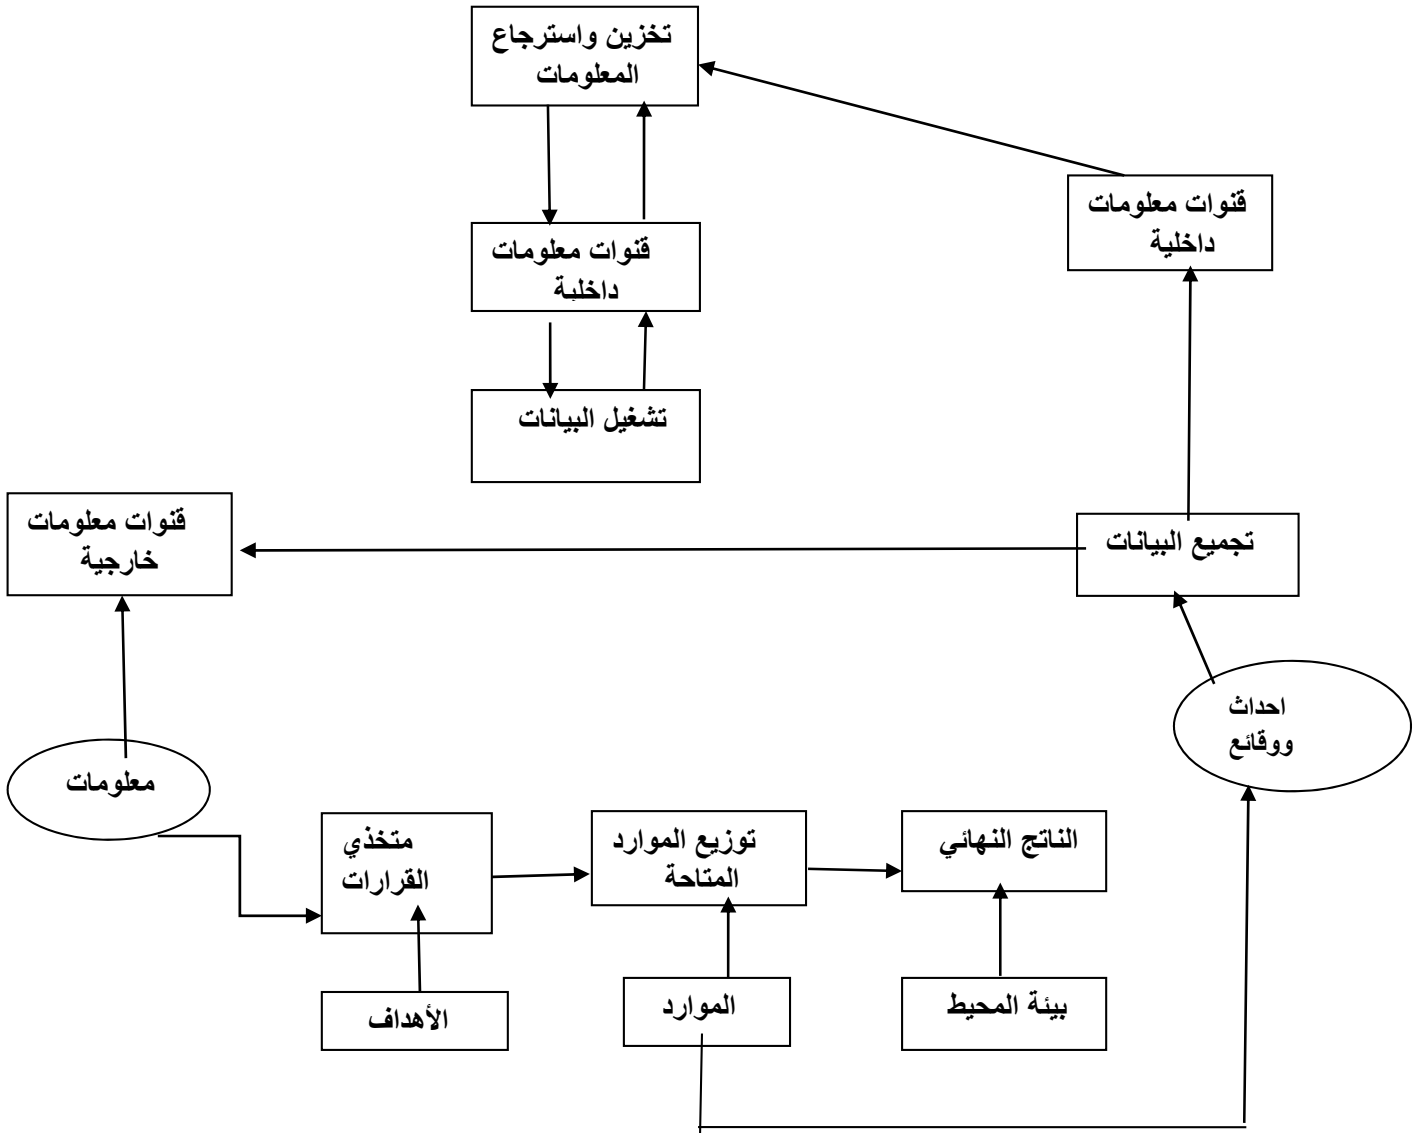 تخزين واسترجاع
المعلومات
قنوات معلومات
داخلية
قنوات معلومات
داخلية
تشغيل البيانات
قنوات معلومات
خارجية
تجميع البيانات
احداث
ووقائع
معلومات
متخذي
القرارات
توزيع الموارد
المتاحة
الناتج النهائي
الأهداف
الموارد
بيئة المحيط